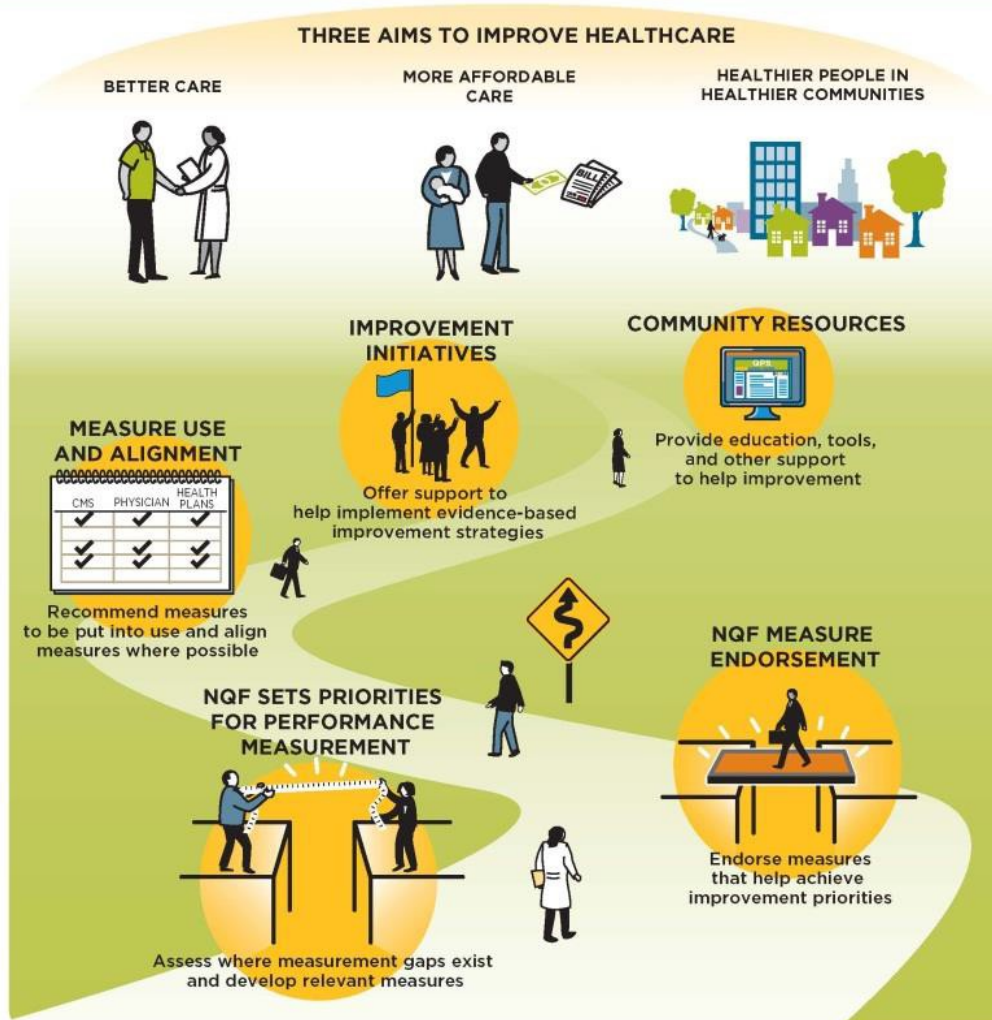 THREE AIMS TO IMPROVE HEALTHCARE
BETTER CARE
MORE AFFORDABLE
CARE
HEALTHIER PEOPLE IN
HEALTHIER COMMUNITIES
BILL
IMPROVEMENT
INITIATIVES
Offer support to
help implement evidence-based
improvement strategies
COMMUNITY RESOURCES
QPS
Provide education, tools,
and other support
to help improvement
MEASURE USE
AND ALIGNMENT
CMS
PHYSICIAN
HEALTH
PLANS
Recommend measures
to be put into use and align
measures where possible
NQF MEASURE
ENDORSEMENT
Endorse measures
that help achieve
improvement priorities
NQF SETS PRIORITIES
FOR PERFORMANCE
MEASUREMENT
Assess where measurement gaps exist
and develop relevant measures